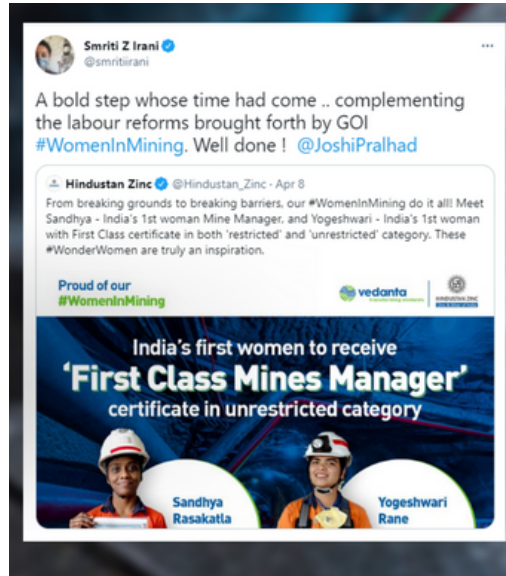 Smriti Z Irani
@smritiirani
A bold step whose time had come .. complementing
the labour reforms brought forth by GOI
#WomenInMining. Well done ! @JoshiPralhad
Hindustan Zinc @Hindustan_Zinc · Apr 8
From breaking grounds to breaking barriers, our #WomenInMining do it all! Meet
Sandhya - India's 1st woman Mine Manager, and Yogeshwari - India's 1st woman
with First Class certificate in both 'restricted' and 'unrestricted' category. These
#WonderWomen are truly an inspiration.
Proud of our
#WomenInMining
vedanta
HINDUSTAN ZINC
India's first women to receive
'First Class Mines Manager'
certificate in unrestricted category
Sandhya
Rasakatla
Yogeshwari
Rane